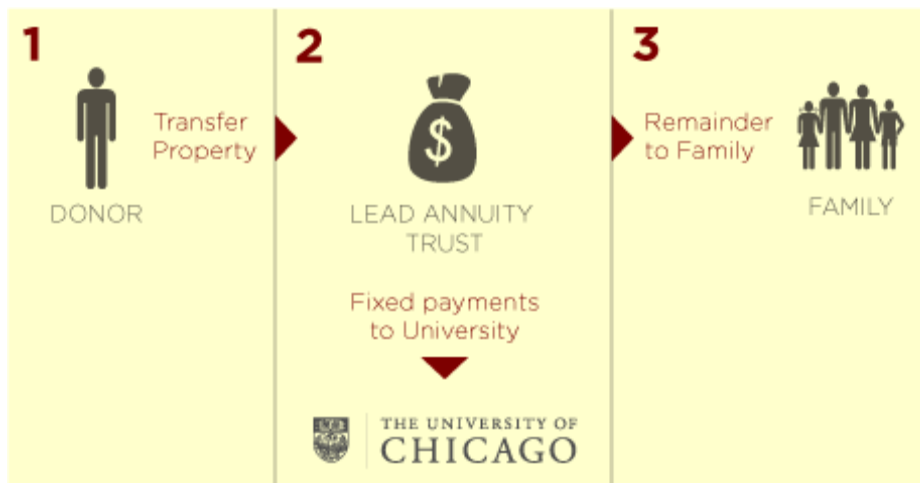 1
Transfer
Property
DONOR
2
$
LEAD ANNUITY
TRUST
Fixed payments
to University
THE UNIVERSITY OF
CHICAGO
3
Remainder
to Family
FAMILY